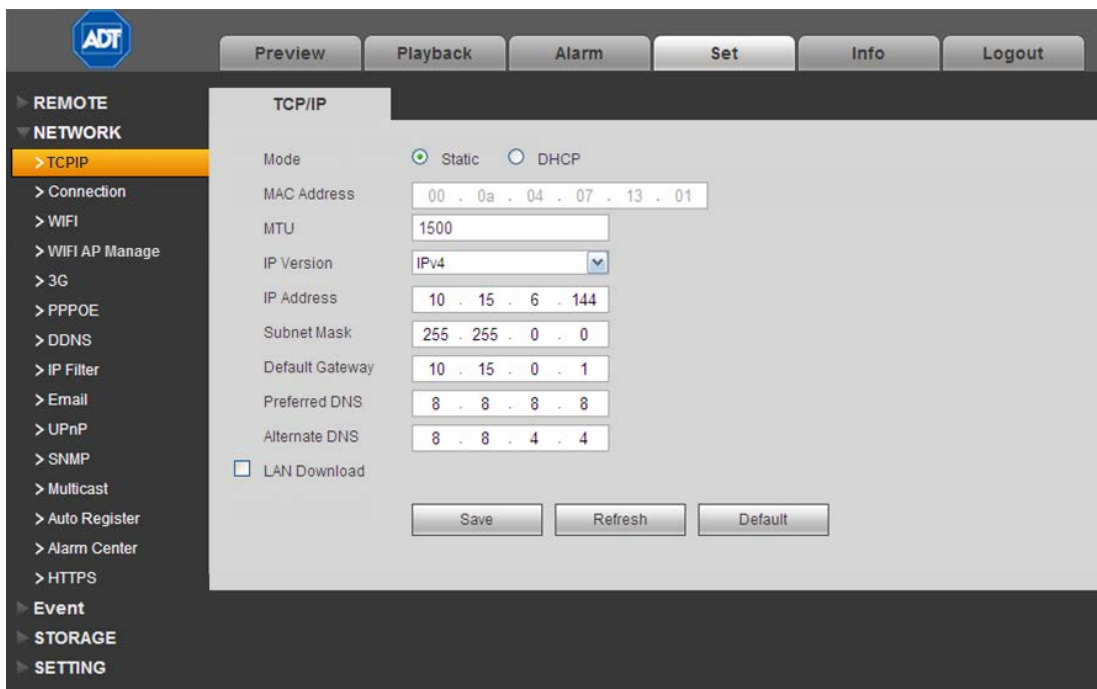 ADT
Preview Playback Alarm Set Info Logout
REMOTE
NETWORK
> TCPIP
> Connection
> WIFI
> WIFI AP Manage
> 3G
> PPPOE
> DDNS
> IP Filter
> Email
> UPnP
> SNMP
> Multicast
> Auto Register
> Alarm Center
> HTTPS
Event
STORAGE
SETTING
TCP/IP
Mode Static DHCP
MAC Address 00 . 0a . 04 . 07 . 13 . 01
MTU 1500
IP Version IPv4
IP Address 10 . 15 . 6 . 144
Subnet Mask 255 . 255 . 0 . 0
Default Gateway 10 . 15 . 0 . 1
Preferred DNS 8 . 8 . 8 . 8
Alternate DNS 8 . 8 . 4 . 4
LAN Download
Save Refresh Default